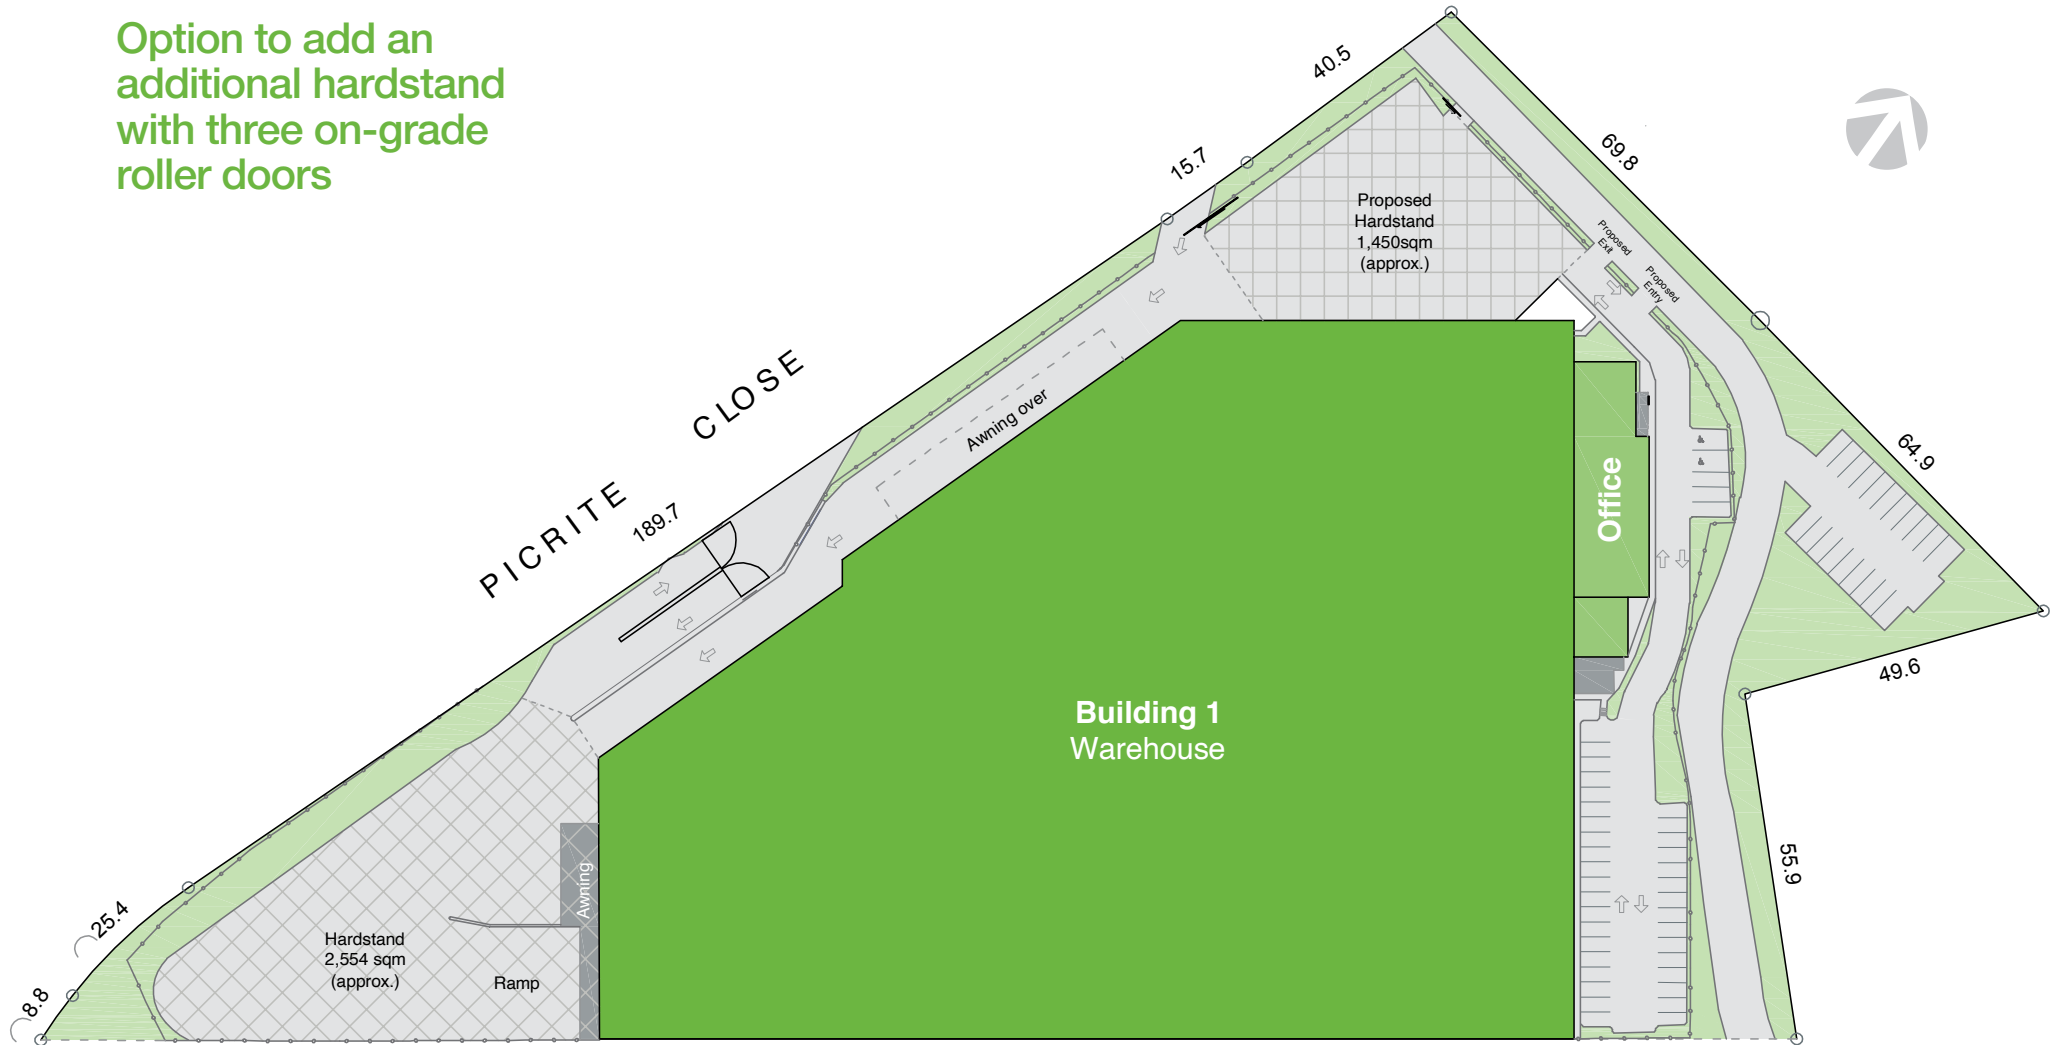 Option to add an
additional hardstand
with three on-grade
roller doors
40.5
15.7
69.8
Proposed
Hardstand
1,450sqm
(approx.)
Proposed
Exit
Proposed
Entry
PICRITE CLOSE
189.7
Awning over
Office
64.9
49.6
Building 1
Warehouse
55.9
Awning
25.4
Hardstand
2,554 sqm
(approx.)
Ramp
8.8